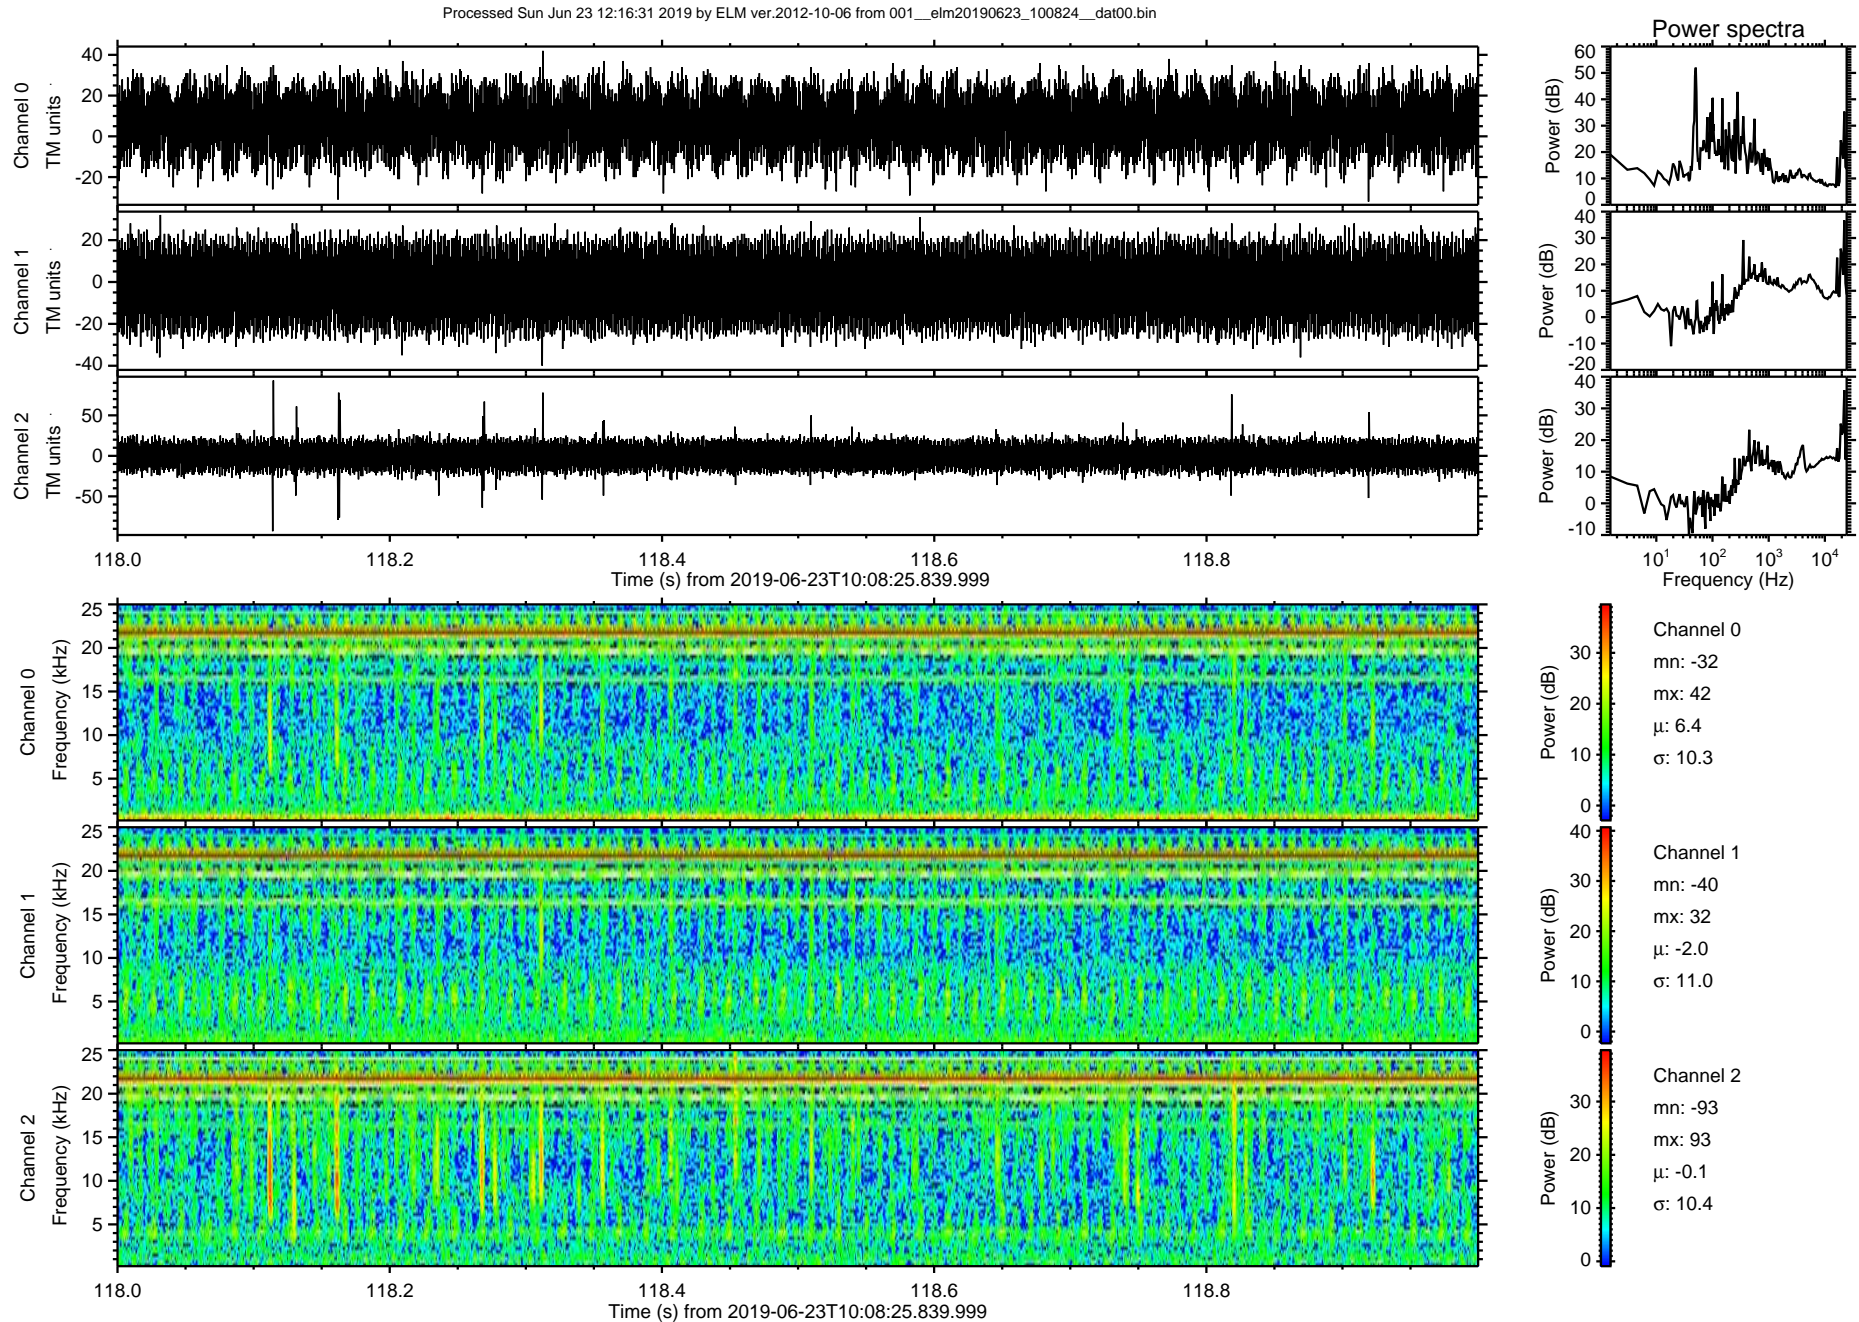 Processed Sun Jun 23 12:16:31 2019 by ELM ver.2012-10-06 from 001__elm20190623_100824__dat00.bin
Power spectra
Channel 0
TM units
40
20
0
-20
Power (dB)
60
50
40
30
20
10
0
Channel 1
TM units
20
0
-20
-40
Power (dB)
40
30
20
10
0
-10
-20
Channel 2
TM units
50
0
-50
Power (dB)
40
30
20
10
0
-10
118.0 118.2 118.4 118.6 118.8
Time (s) from 2019-06-23T10:08:25.839.999
10^1 10^2 10^3 10^4
Frequency (Hz)
Channel 0
Frequency (kHz)
25
20
15
10
5
Power (dB)
30
20
10
0
Channel 0
mn: -32
mx: 42
μ: 6.4
σ: 10.3
Channel 1
Frequency (kHz)
25
20
15
10
5
Power (dB)
40
30
20
10
0
Channel 1
mn: -40
mx: 32
μ: -2.0
σ: 11.0
Channel 2
Frequency (kHz)
25
20
15
10
5
Power (dB)
30
20
10
0
Channel 2
mn: -93
mx: 93
μ: -0.1
σ: 10.4
118.0 118.2 118.4 118.6 118.8
Time (s) from 2019-06-23T10:08:25.839.999